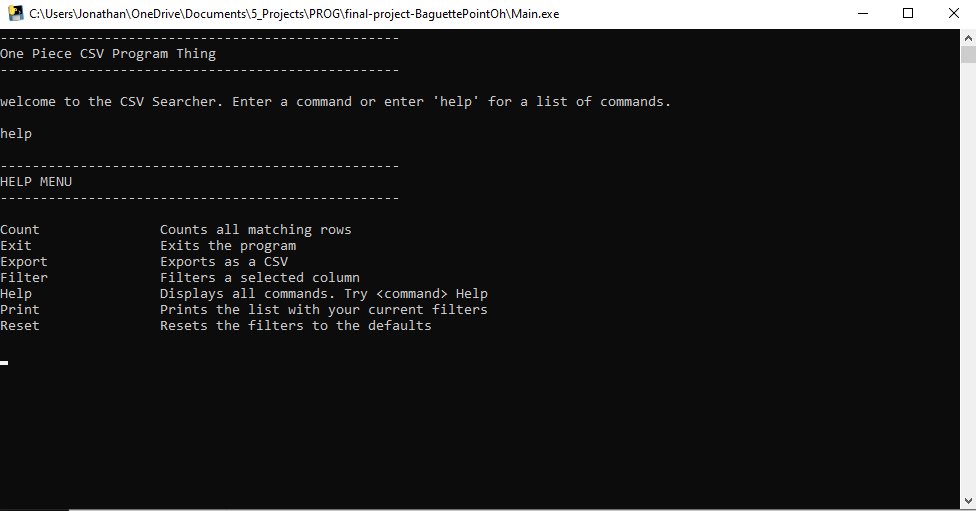 C:\Users\Jonathan\OneDrive\Documents\5_Projects\PROG\final-project-BaguettePointOh\Main.exe
--------------------------------------------------
One Piece CSV Program Thing
--------------------------------------------------
welcome to the CSV Searcher. Enter a command or enter 'help' for a list of commands.
help
--------------------------------------------------
HELP MENU
--------------------------------------------------
Count               Counts all matching rows
Exit                Exits the program
Export              Exports as a CSV
Filter              Filters a selected column
Help                Displays all commands. Try <command> Help
Print               Prints the list with your current filters
Reset               Resets the filters to the defaults